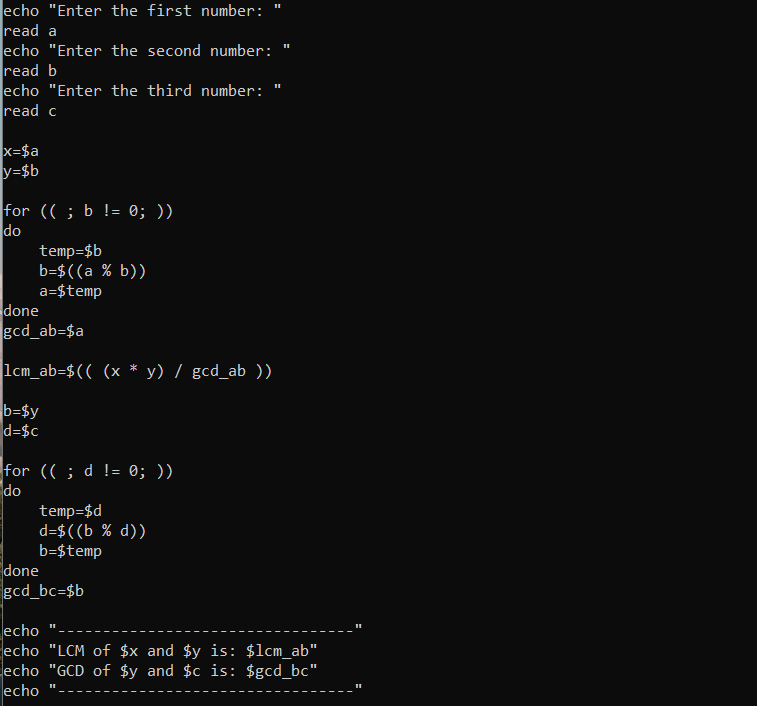 echo "Enter the first number: "
read a
echo "Enter the second number: "
read b
echo "Enter the third number: "
read c

x=$a
y=$b

for (( ; b != 0; ))
do
    temp=$b
    b=$((a % b))
    a=$temp
done
gcd_ab=$a

lcm_ab=$(( (x * y) / gcd_ab ))

b=$y
d=$c

for (( ; d != 0; ))
do
    temp=$d
    d=$((b % d))
    b=$temp
done
gcd_bc=$b

echo "---------------------------------"
echo "LCM of $x and $y is: $lcm_ab"
echo "GCD of $y and $c is: $gcd_bc"
echo "---------------------------------"